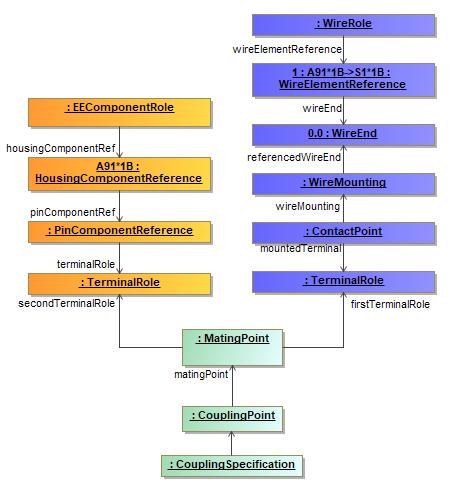 : WireRole
wireElementReference
1 : A91*1B->S1*1B :
WireElementReference
wireEnd
0.0 : WireEnd
referencedWireEnd
: WireMounting
wireMounting
: ContactPoint
mountedTerminal
: TerminalRole
firstTerminalRole
: EEComponentRole
housingComponentRef
A91*1B :
HousingComponentReference
pinComponentRef
: PinComponentReference
terminalRole
: TerminalRole
secondTerminalRole
: MatingPoint
matingPoint
: CouplingPoint
: CouplingSpecification